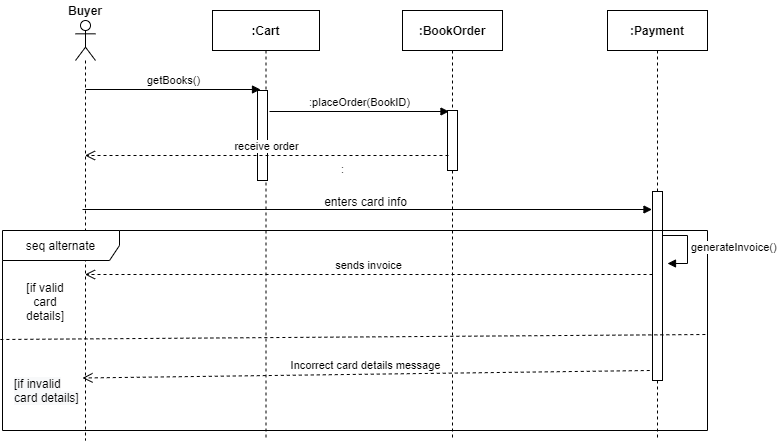 Buyer
:Cart
:BookOrder
:Payment
getBooks()
:placeOrder(BookID)
receive order
:
enters card info
seq alternate
generateInvoice()
sends invoice
[if valid
card
details]
Incorrect card details message
[if invalid
card details]